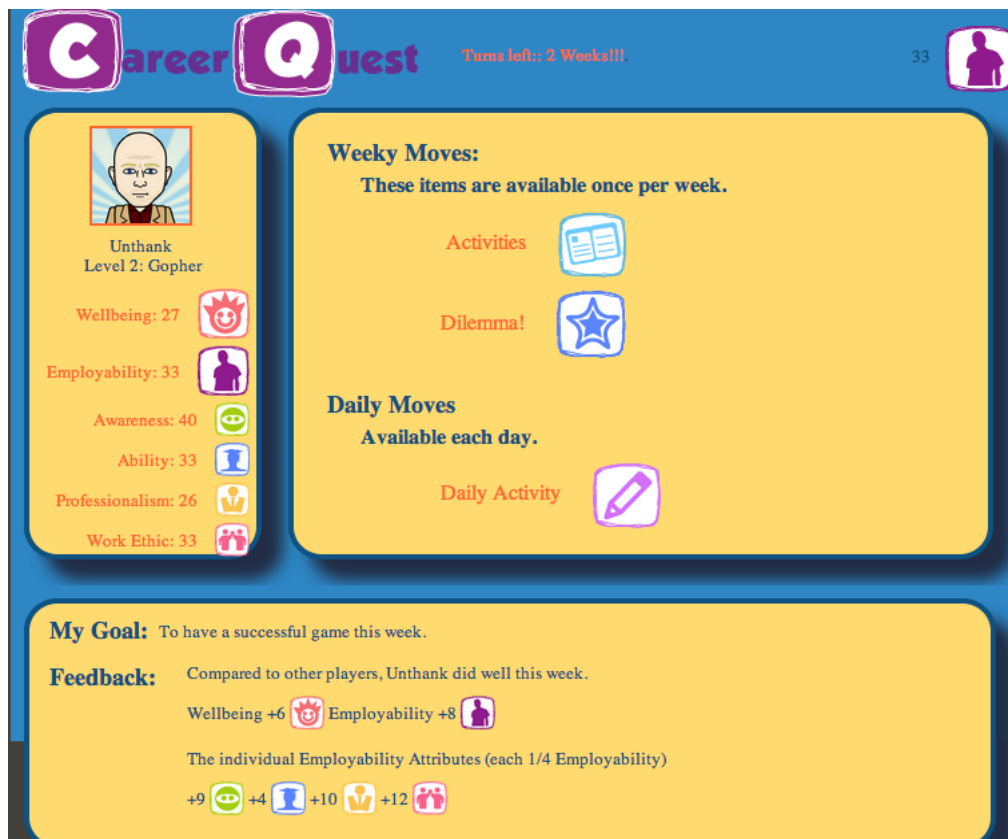 Career Quest
Turns left:: 2 Weeks!!!.
33
Unthank
Level 2: Gopher
Wellbeing: 27
Employability: 33
Awareness: 40
Ability: 33
Professionalism: 26
Work Ethic: 33
Weeky Moves:
These items are available once per week.
Activities
Dilemma!
Daily Moves
Available each day.
Daily Activity
My Goal: To have a successful game this week.
Feedback: Compared to other players, Unthank did well this week.
Wellbeing +6 Employability +8
The individual Employability Attributes (each 1/4 Employability)
+9 +4 +10 +12